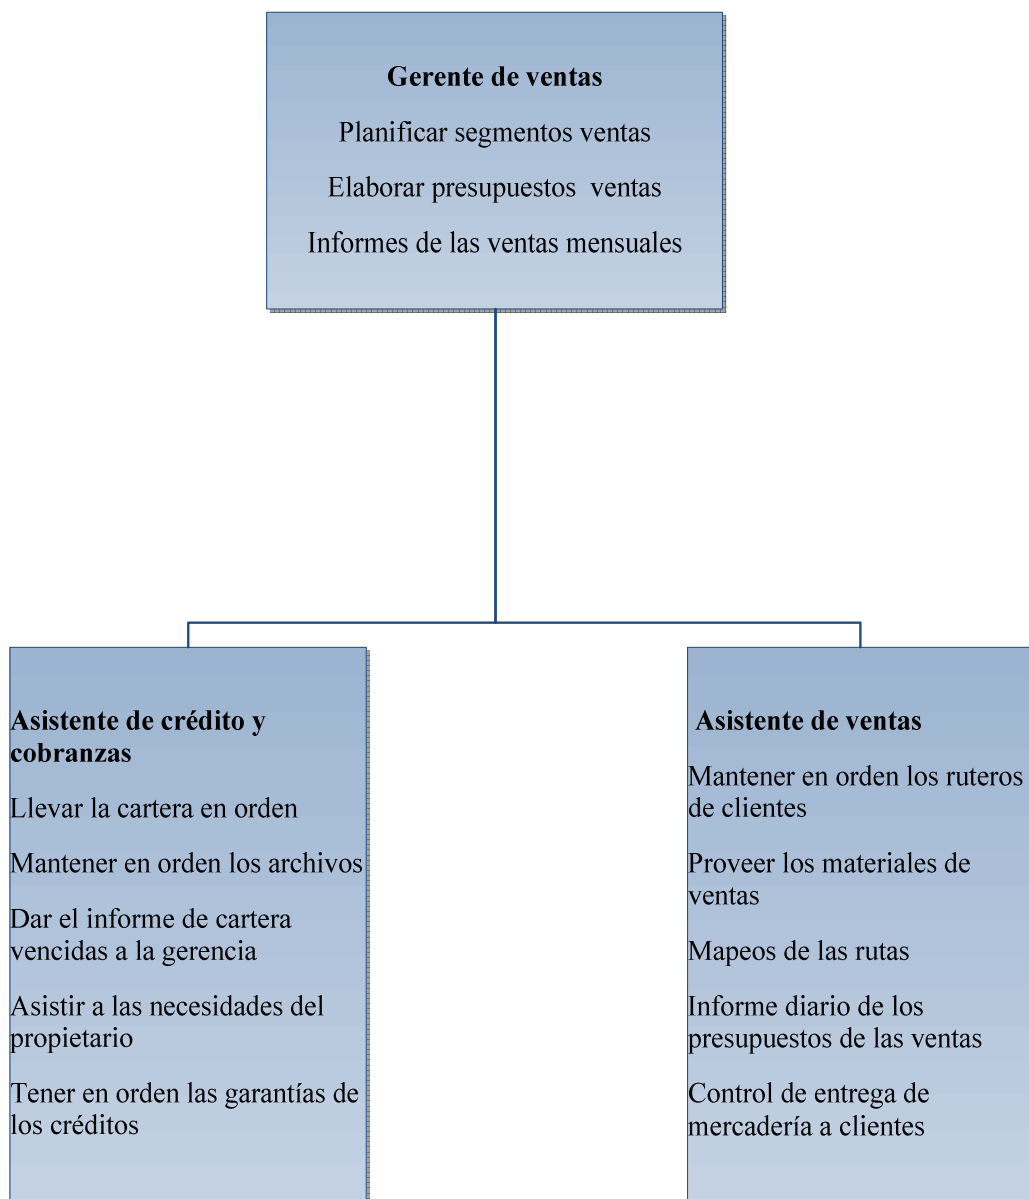 Gerente de ventas
Planificar segmentos ventas
Elaborar presupuestos  ventas
Informes de las ventas mensuales
Asistente de crédito y
cobranzas
Llevar la cartera en orden
Mantener en orden los archivos
Dar el informe de cartera
vencidas a la gerencia
Asistir a las necesidades del
propietario
Tener en orden las garantías de
los créditos
Asistente de ventas
Mantener en orden los ruteros
de clientes
Proveer los materiales de
ventas
Mapeos de las rutas
Informe diario de los
presupuestos de las ventas
Control de entrega de
mercadería a clientes